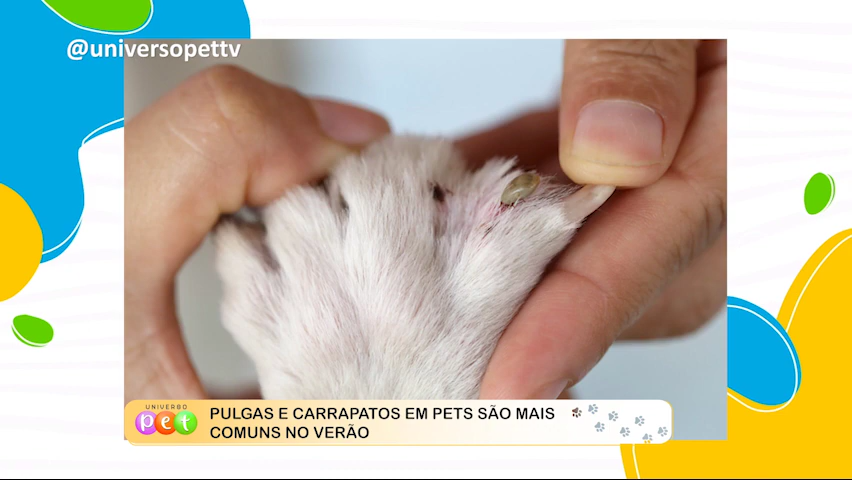 @universopettv
UNIVERSO
pet
PULGAS E CARRAPATOS EM PETS SÃO MAIS
COMUNS NO VERÃO